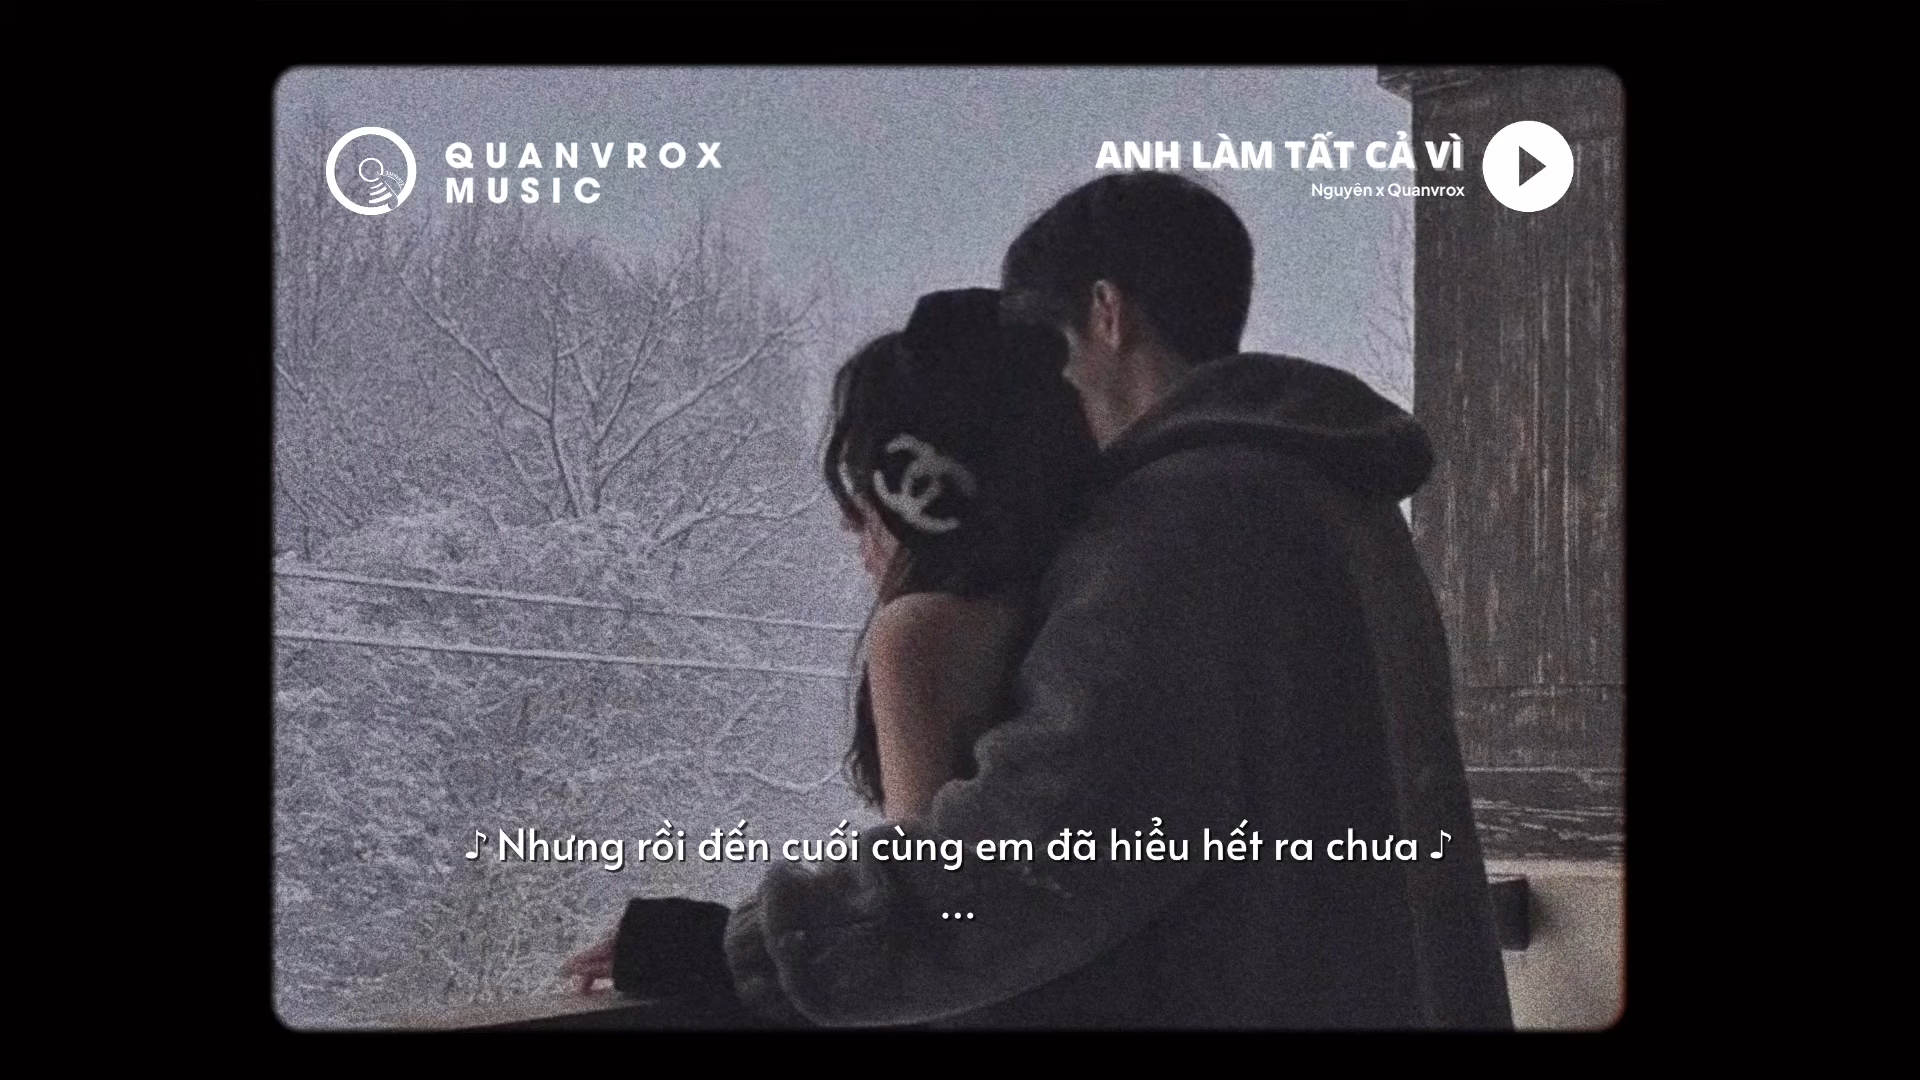 QUANVROX
MUSIC
ANH LÀM TẤT CẢ VÌ
Nguyên x Quanvrox
♪ Nhưng rồi đến cuối cùng em đã hiểu hết ra chưa ♪
...